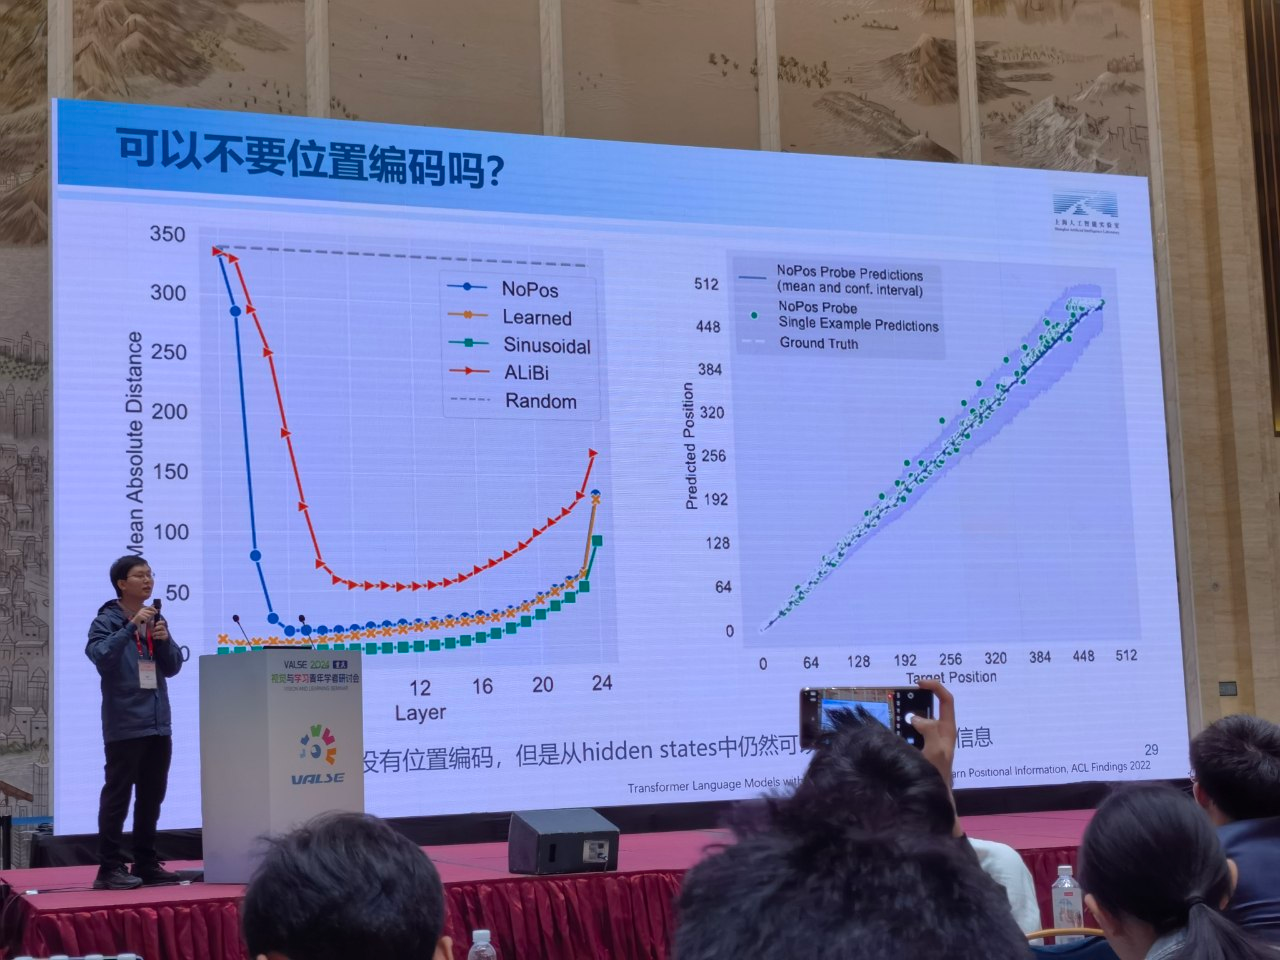 可以不要位置编码吗？
上海人工智能实验室
Shanghai Artificial Intelligence Laboratory
350
300
250
200
150
100
50
0
Mean Absolute Distance
NoPos
Learned
Sinusoidal
ALiBi
Random
12
16
20
24
Layer
NoPos Probe Predictions
(mean and conf. interval)
NoPos Probe
Single Example Predictions
Ground Truth
512
448
384
320
256
192
128
64
0
Predicted Position
0
64
128
192
256
320
384
448
512
Target Position
没有位置编码，但是从hidden states中仍然可
信息
29
Transformer Language Models
Positional Information, ACL Findings 2022
VALSE 2024
视觉与学习青年学者研讨会
VISION AND LEARNING SEMINAR
VALSE